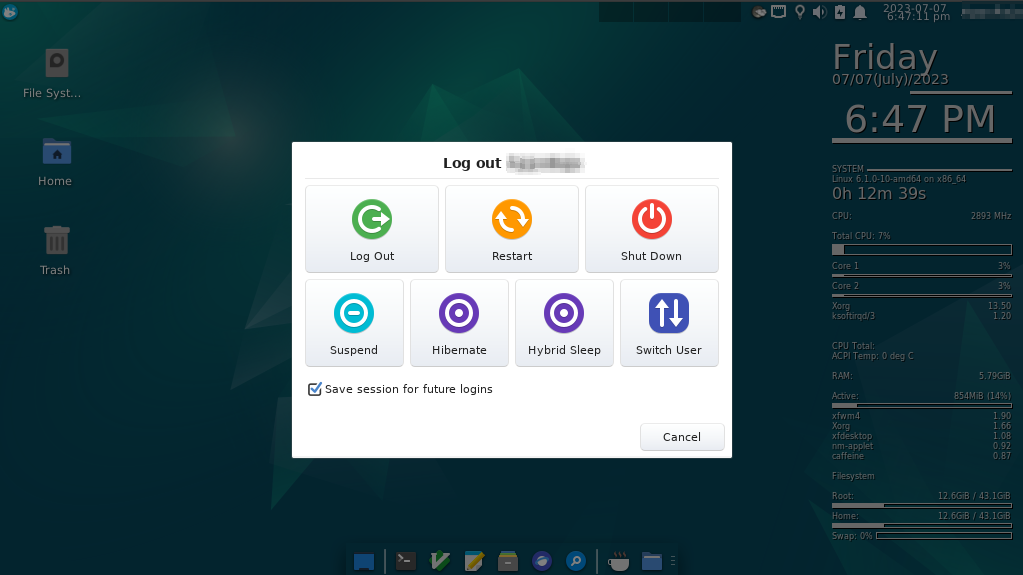 2023-07-07
6:47:11 pm
File Syst...
Home
Trash
Log out
Log Out
Restart
Shut Down
Suspend
Hibernate
Hybrid Sleep
Switch User
Save session for future logins
Cancel
Friday
07/07(July)/2023
6:47 PM
SYSTEM
Linux 6.1.0-10-amd64 on x86_64
0h 12m 39s
CPU: 2893 MHz
Total CPU: 7%
Core 1 3%
Core 2 3%
Xorg 13.50
ksoftirqd/3 1.20
CPU Total:
ACPI Temp: 0 deg C
RAM: 5.79GiB
Active: 854MiB (14%)
xfwm4 1.90
Xorg 1.66
xfdesktop 1.08
nm-applet 0.92
caffeine 0.87
Filesystem
Root: 12.6GiB / 43.1GiB
Home: 12.6GiB / 43.1GiB
Swap: 0%